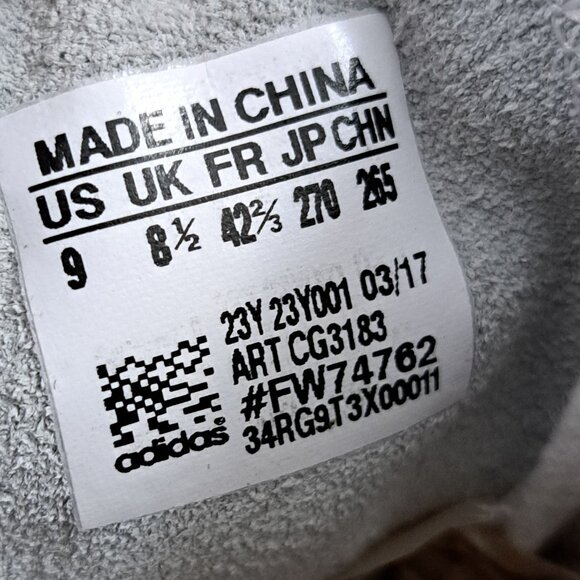 MADE IN CHINA
US UK FR JP CHN
9 8½ 42⅔ 270 265
23Y 23Y001 03/17
ART CG3183
#FW74762
34RG9T3X00011
adidas®